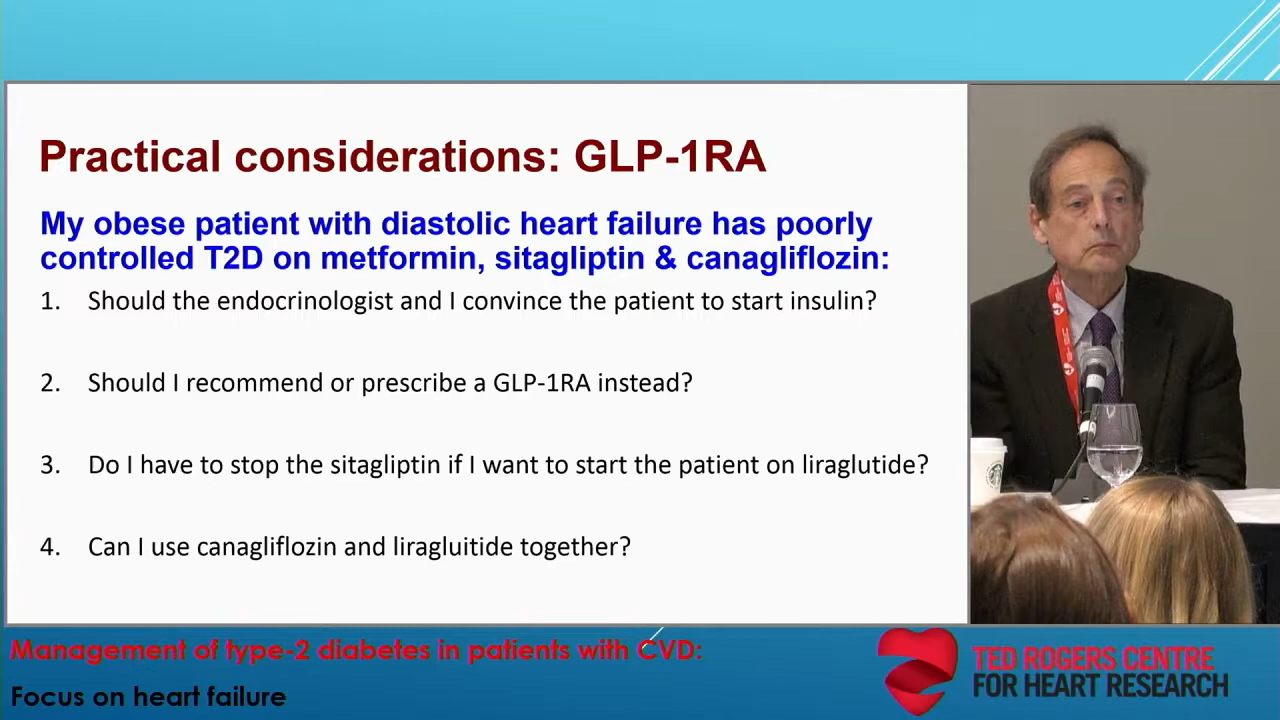 Practical considerations: GLP-1RA
My obese patient with diastolic heart failure has poorly
controlled T2D on metformin, sitagliptin & canagliflozin:
1. Should the endocrinologist and I convince the patient to start insulin?
2. Should I recommend or prescribe a GLP-1RA instead?
3. Do I have to stop the sitagliptin if I want to start the patient on liraglutide?
4. Can I use canagliflozin and liragluitide together?
Management of type-2 diabetes in patients with CVD:
Focus on heart failure
TED ROGERS CENTRE
FOR HEART RESEARCH